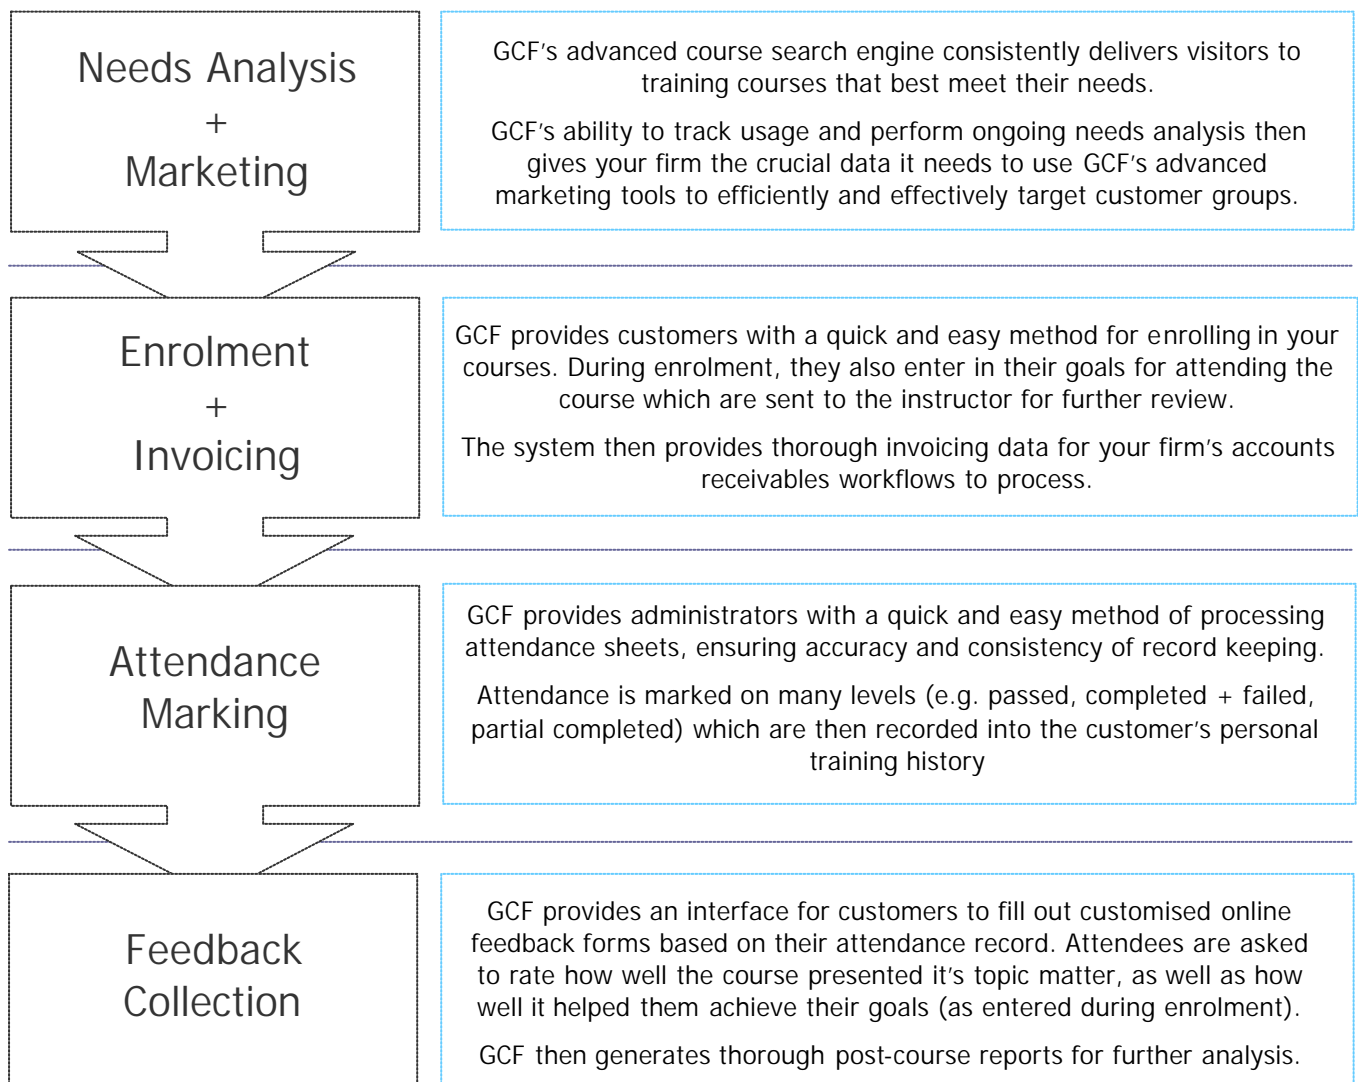 Needs Analysis
+
Marketing
GCF's advanced course search engine consistently delivers visitors to
training courses that best meet their needs.
GCF's ability to track usage and perform ongoing needs analysis then
gives your firm the crucial data it needs to use GCF's advanced
marketing tools to efficiently and effectively target customer groups.
Enrolment
+
Invoicing
GCF provides customers with a quick and easy method for enrolling in your
courses. During enrolment, they also enter in their goals for attending the
course which are sent to the instructor for further review.
The system then provides thorough invoicing data for your firm's accounts
receivables workflows to process.
Attendance
Marking
GCF provides administrators with a quick and easy method of processing
attendance sheets, ensuring accuracy and consistency of record keeping.
Attendance is marked on many levels (e.g. passed, completed + failed,
partial completed) which are then recorded into the customer's personal
training history
Feedback
Collection
GCF provides an interface for customers to fill out customised online
feedback forms based on their attendance record. Attendees are asked
to rate how well the course presented it's topic matter, as well as how
well it helped them achieve their goals (as entered during enrolment).
GCF then generates thorough post-course reports for further analysis.